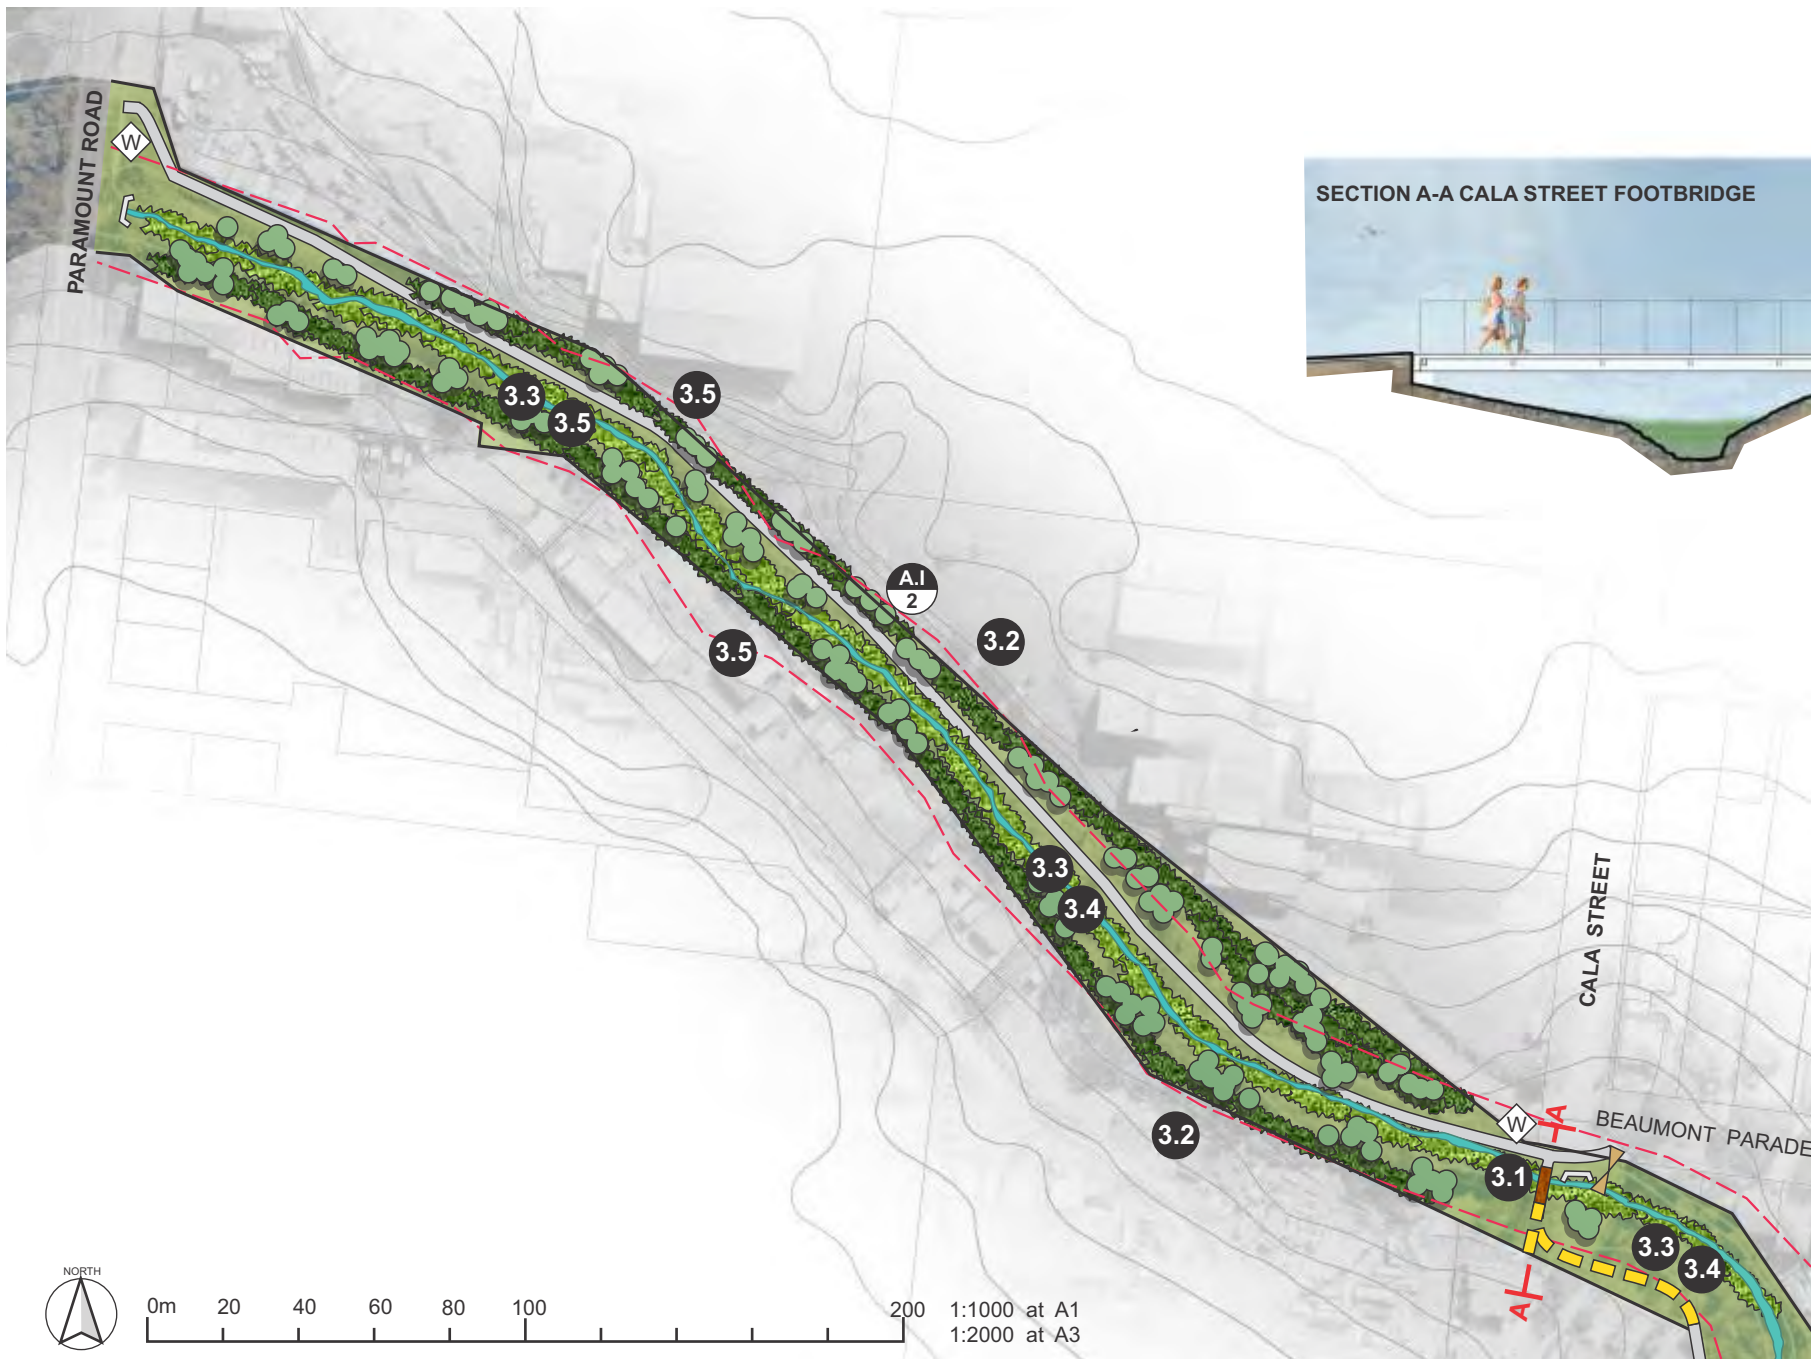 PARAMOUNT ROAD
W
SECTION A-A CALA STREET FOOTBRIDGE
3.3
3.5
3.5
A.I
2
3.2
3.5
3.3
3.4
CALA STREET
3.2
W
A
BEAUMONT PARADE
3.1
3.3
3.4
A
NORTH
0m 20 40 60 80 100 200 1:1000 at A1
1:2000 at A3